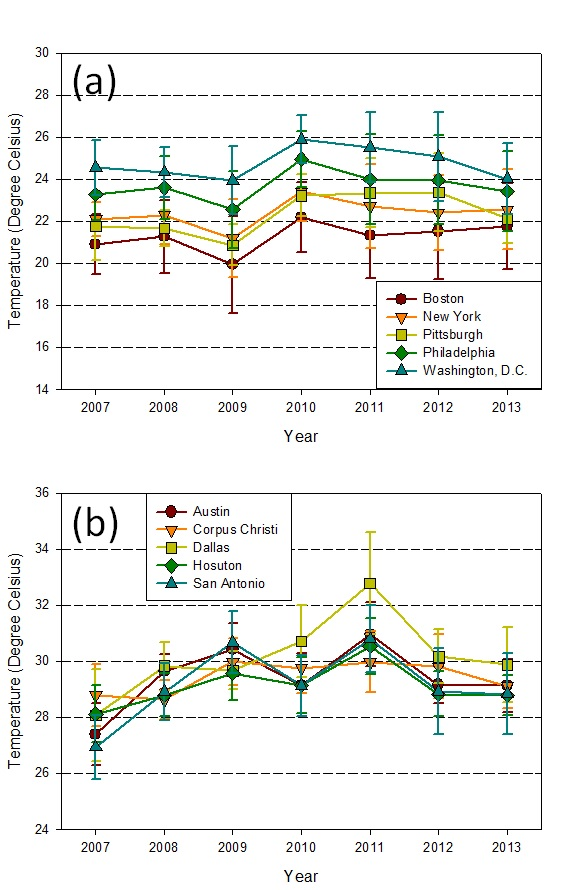 (a)
30
28
26
24
22
20
18
16
14
Temperature (Degree Celsius)
Boston
New York
Pittsburgh
Philadelphia
Washington, D.C.
2007 2008 2009 2010 2011 2012 2013
Year
(b)
36
34
32
30
28
26
24
Temperature (Degree Celsius)
Austin
Corpus Christi
Dallas
Hosuton
San Antonio
2007 2008 2009 2010 2011 2012 2013
Year